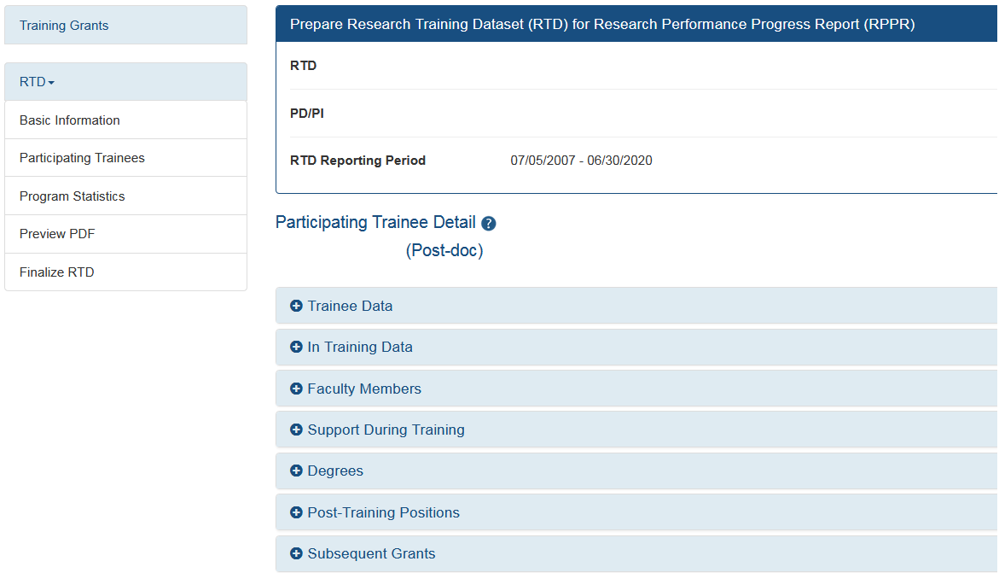 Training Grants
RTD
Basic Information
Participating Trainees
Program Statistics
Preview PDF
Finalize RTD
Prepare Research Training Dataset (RTD) for Research Performance Progress Report (RPPR)
RTD
PD/PI
RTD Reporting Period 07/05/2007 - 06/30/2020
Participating Trainee Detail ?
(Post-doc)
Trainee Data
In Training Data
Faculty Members
Support During Training
Degrees
Post-Training Positions
Subsequent Grants